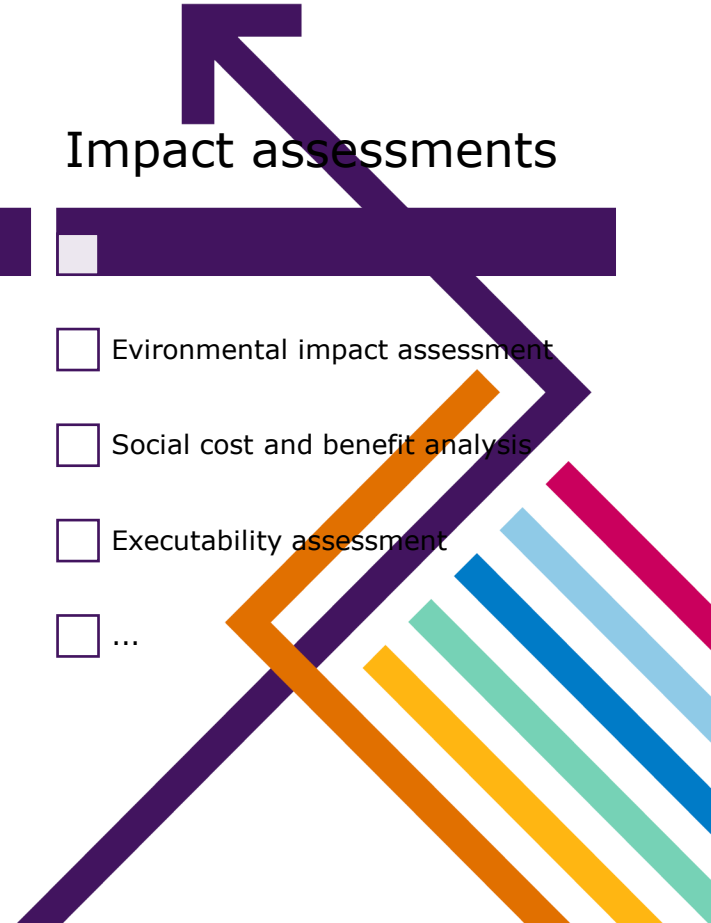 Impact assessments
Evironmental impact assessment
Social cost and benefit analysis
Executability assessment
...